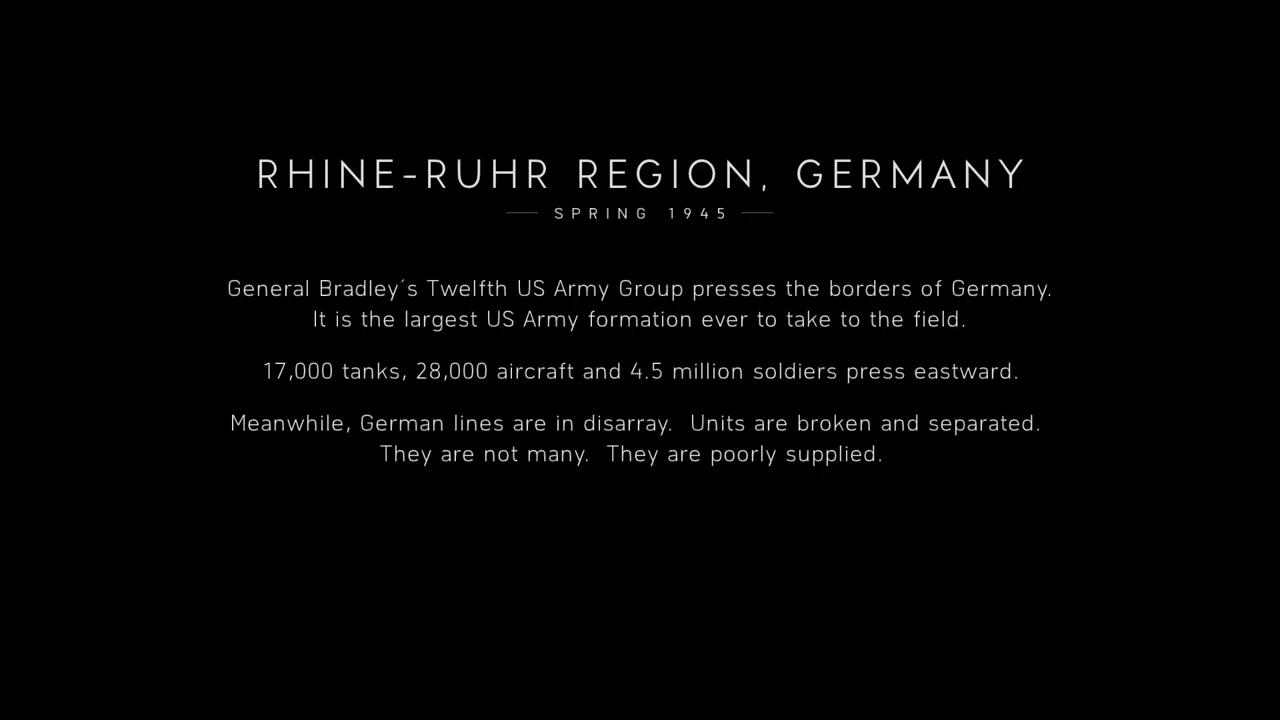 RHINE-RUHR REGION, GERMANY
SPRING 1945
General Bradley´s Twelfth US Army Group presses the borders of Germany.
It is the largest US Army formation ever to take to the field.
17,000 tanks, 28,000 aircraft and 4.5 million soldiers press eastward.
Meanwhile, German lines are in disarray.  Units are broken and separated.
They are not many.  They are poorly supplied.